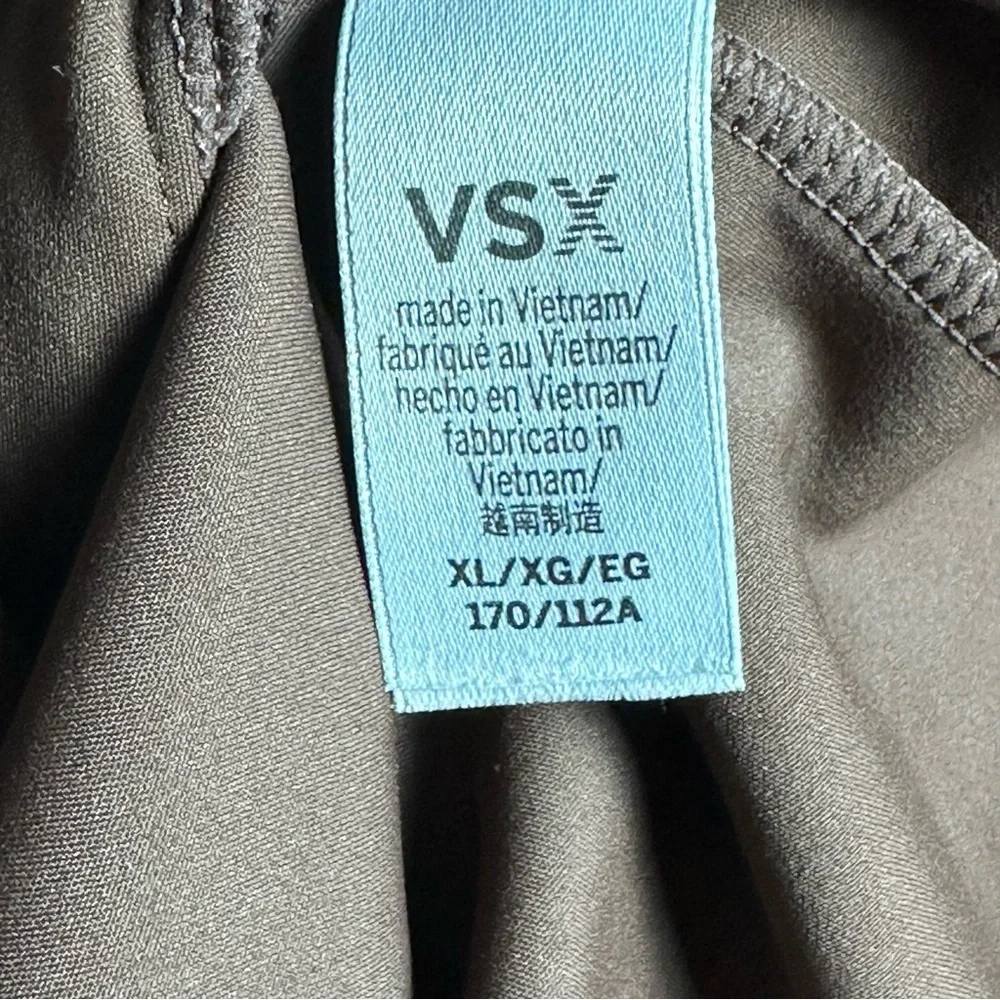 VSX
made in Vietnam/
fabriqué au Vietnam/
hecho en Vietnam/
fabbricato in
Vietnam/
越南制造
XL/XG/EG
170/112A